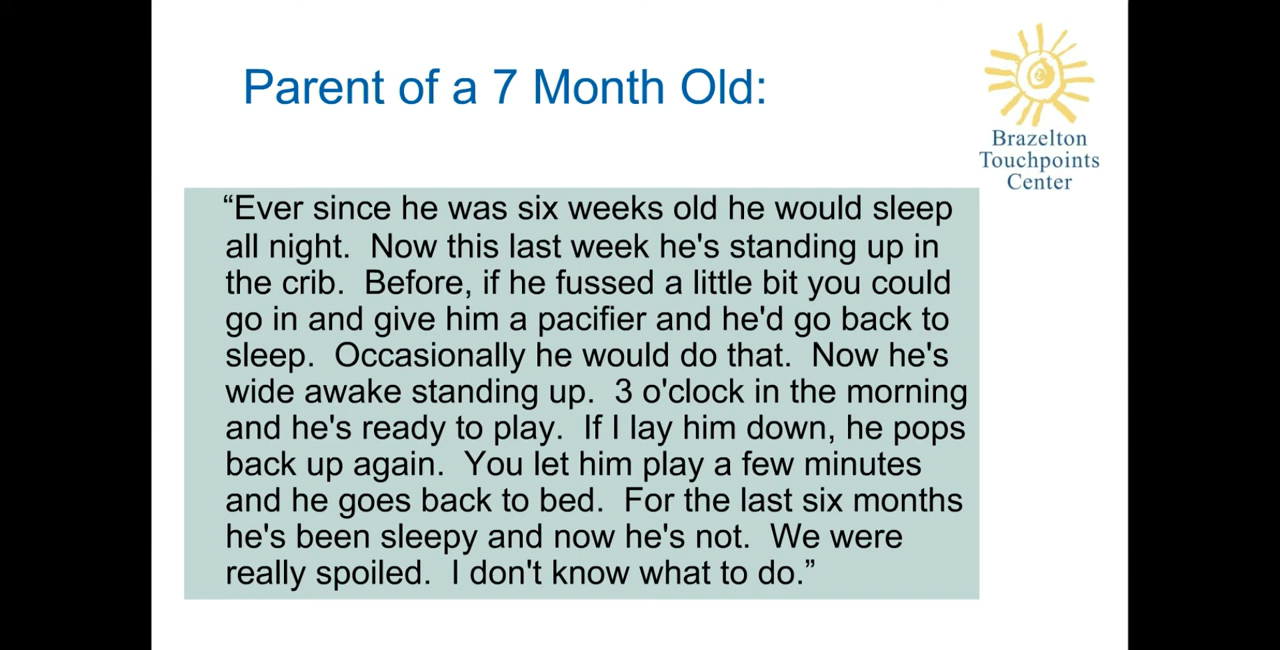 Parent of a 7 Month Old:
Brazelton
Touchpoints
Center
“Ever since he was six weeks old he would sleep
all night.  Now this last week he's standing up in
the crib.  Before, if he fussed a little bit you could
go in and give him a pacifier and he'd go back to
sleep.  Occasionally he would do that.  Now he's
wide awake standing up.  3 o'clock in the morning
and he's ready to play.  If I lay him down, he pops
back up again.  You let him play a few minutes
and he goes back to bed.  For the last six months
he's been sleepy and now he's not.  We were
really spoiled.  I don't know what to do.”